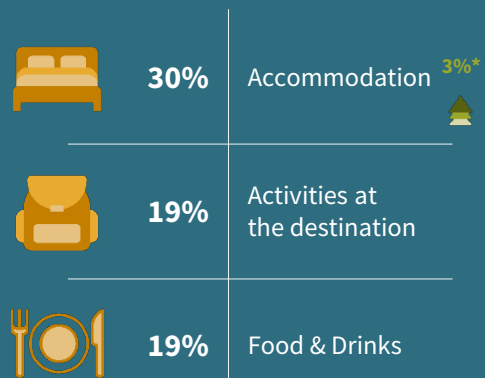 30%
Accommodation
3%*
19%
Activities at
the destination
19%
Food & Drinks